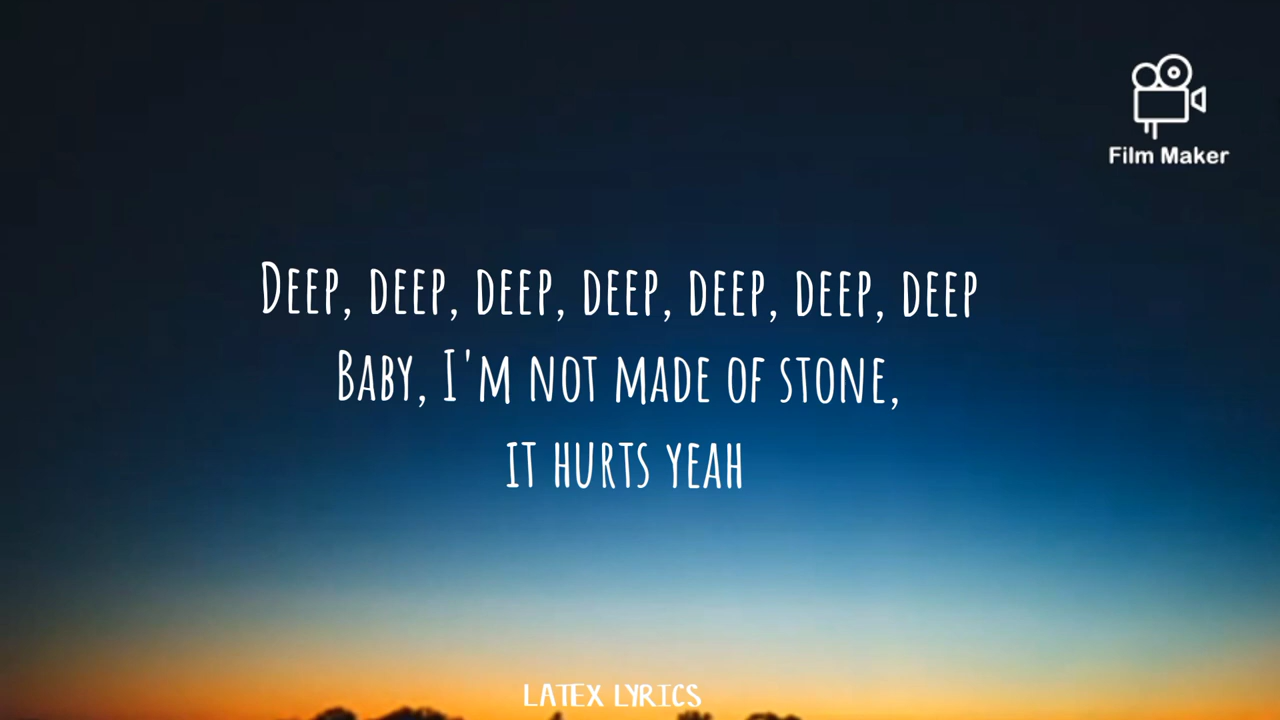 Film Maker
Deep, deep, deep, deep, deep, deep, deep
Baby, I'm not made of stone,
it hurts yeah
LATEX LYRICS